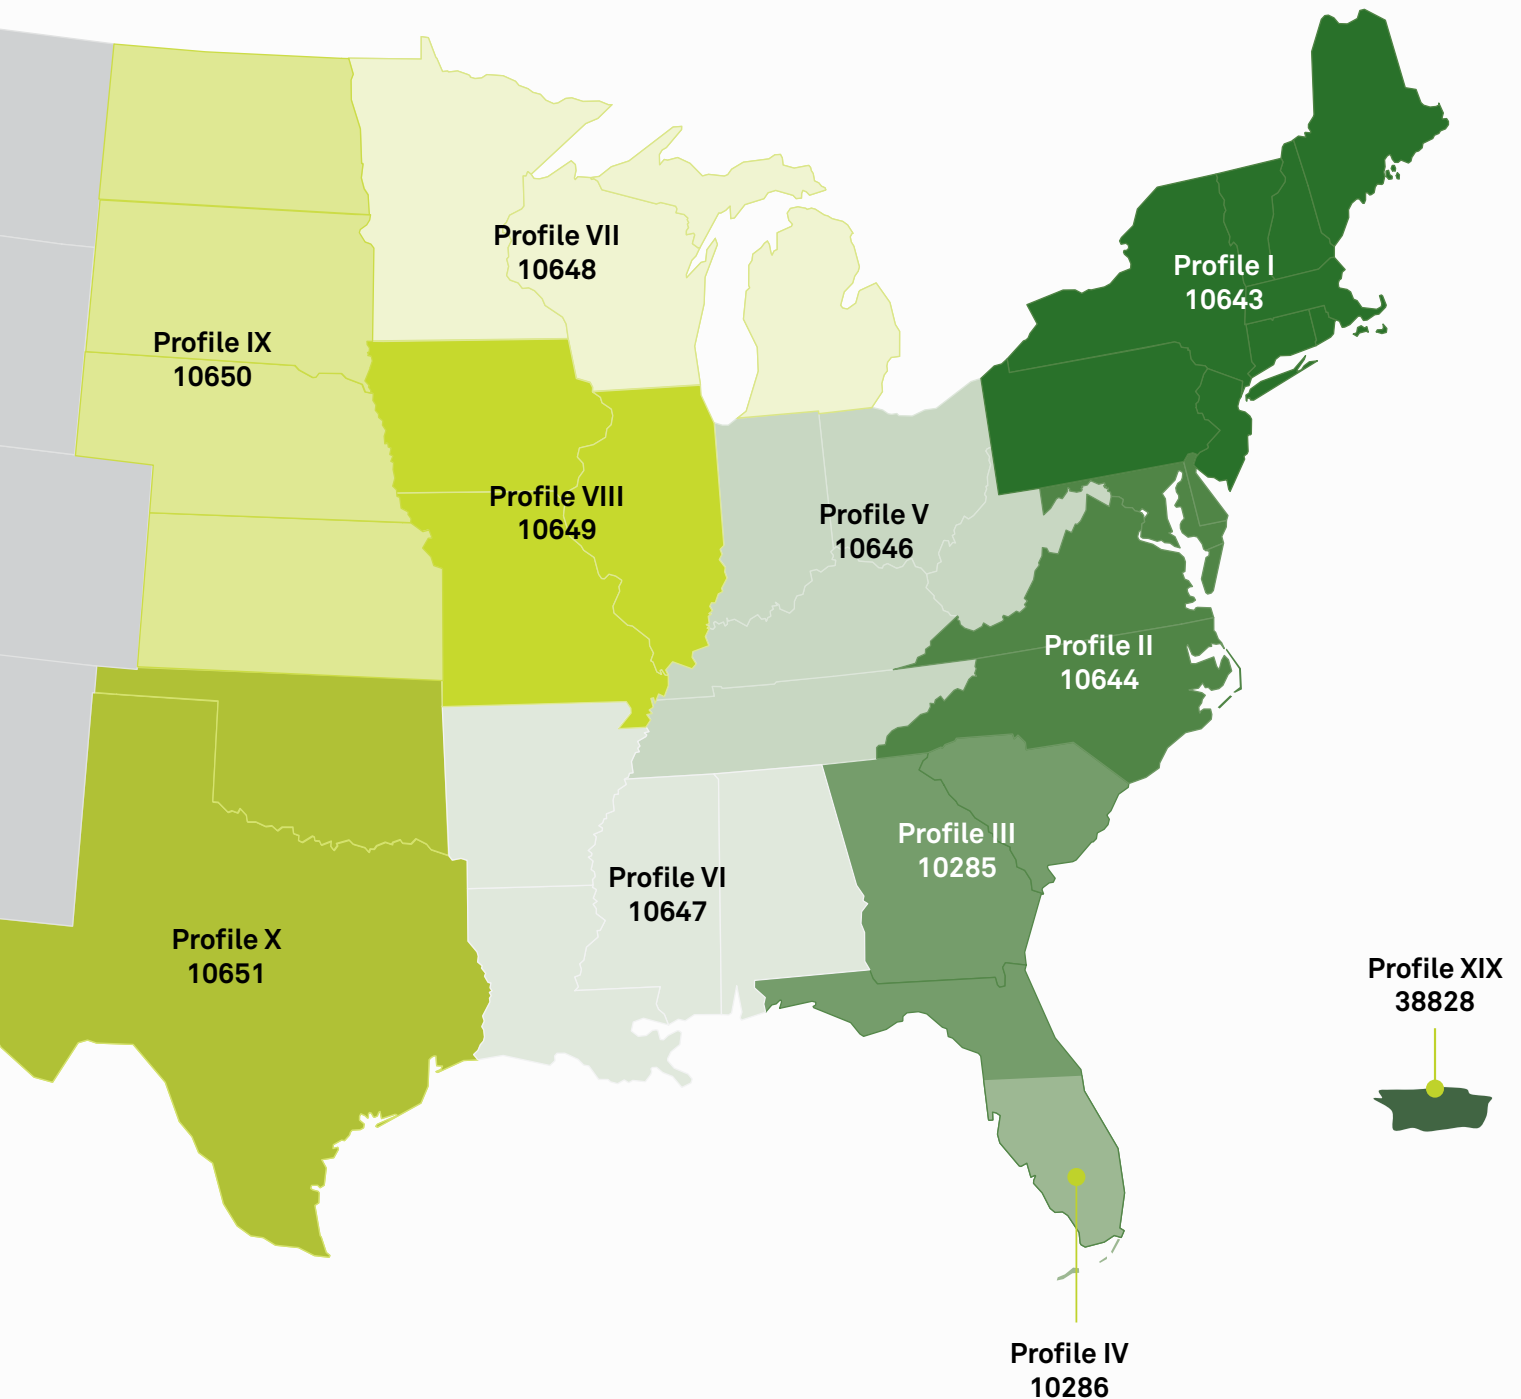 Profile VII
10648
Profile I
10643
Profile IX
10650
Profile VIII
10649
Profile V
10646
Profile II
10644
Profile III
10285
Profile VI
10647
Profile X
10651
Profile XIX
38828
Profile IV
10286